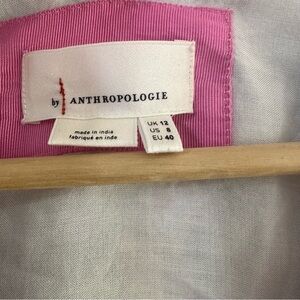 by ANTHROPOLOGIE
made in india
fabriqué en inde
UK 12
US 8
EU 40